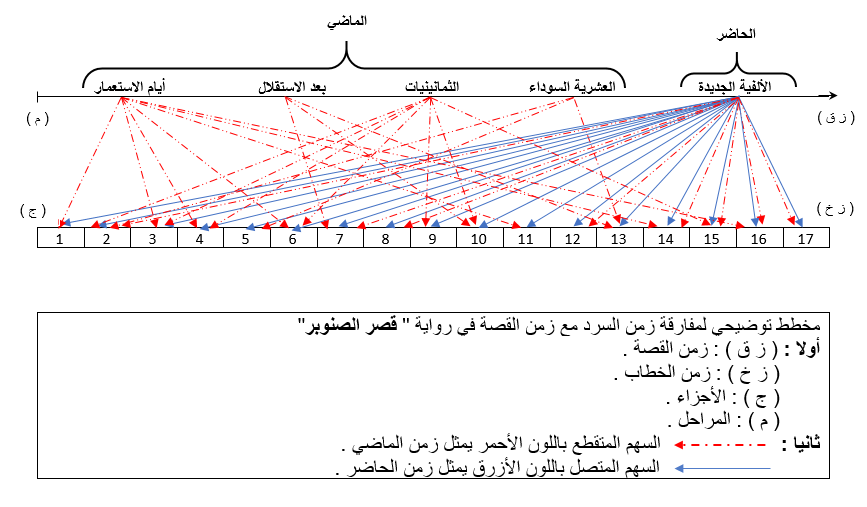 الماضي
الحاضر
أيام الاستعمار
بعد الاستقلال
الثمانينيات
العشرية السوداء
الألفية الجديدة
( م )
( ز ق )
( ج )
( ز خ )
1 2 3 4 5 6 7 8 9 10 11 12 13 14 15 16 17
مخطط توضيحي لمفارقة زمن السرد مع زمن القصة في رواية " قصر الصنوبر"
أولا : ( ز ق ) : زمن القصة .
( ز خ ) : زمن الخطاب .
( ج ) : الأجزاء .
( م ) : المراحل .
ثانيا : السهم المتقطع باللون الأحمر يمثل زمن الماضي .
السهم المتصل باللون الأزرق يمثل زمن الحاضر .